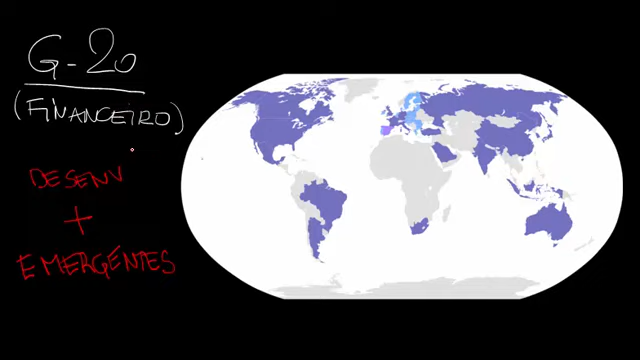 G-20
(FINANCEIRO)
DESENV
+
EMERGENTES